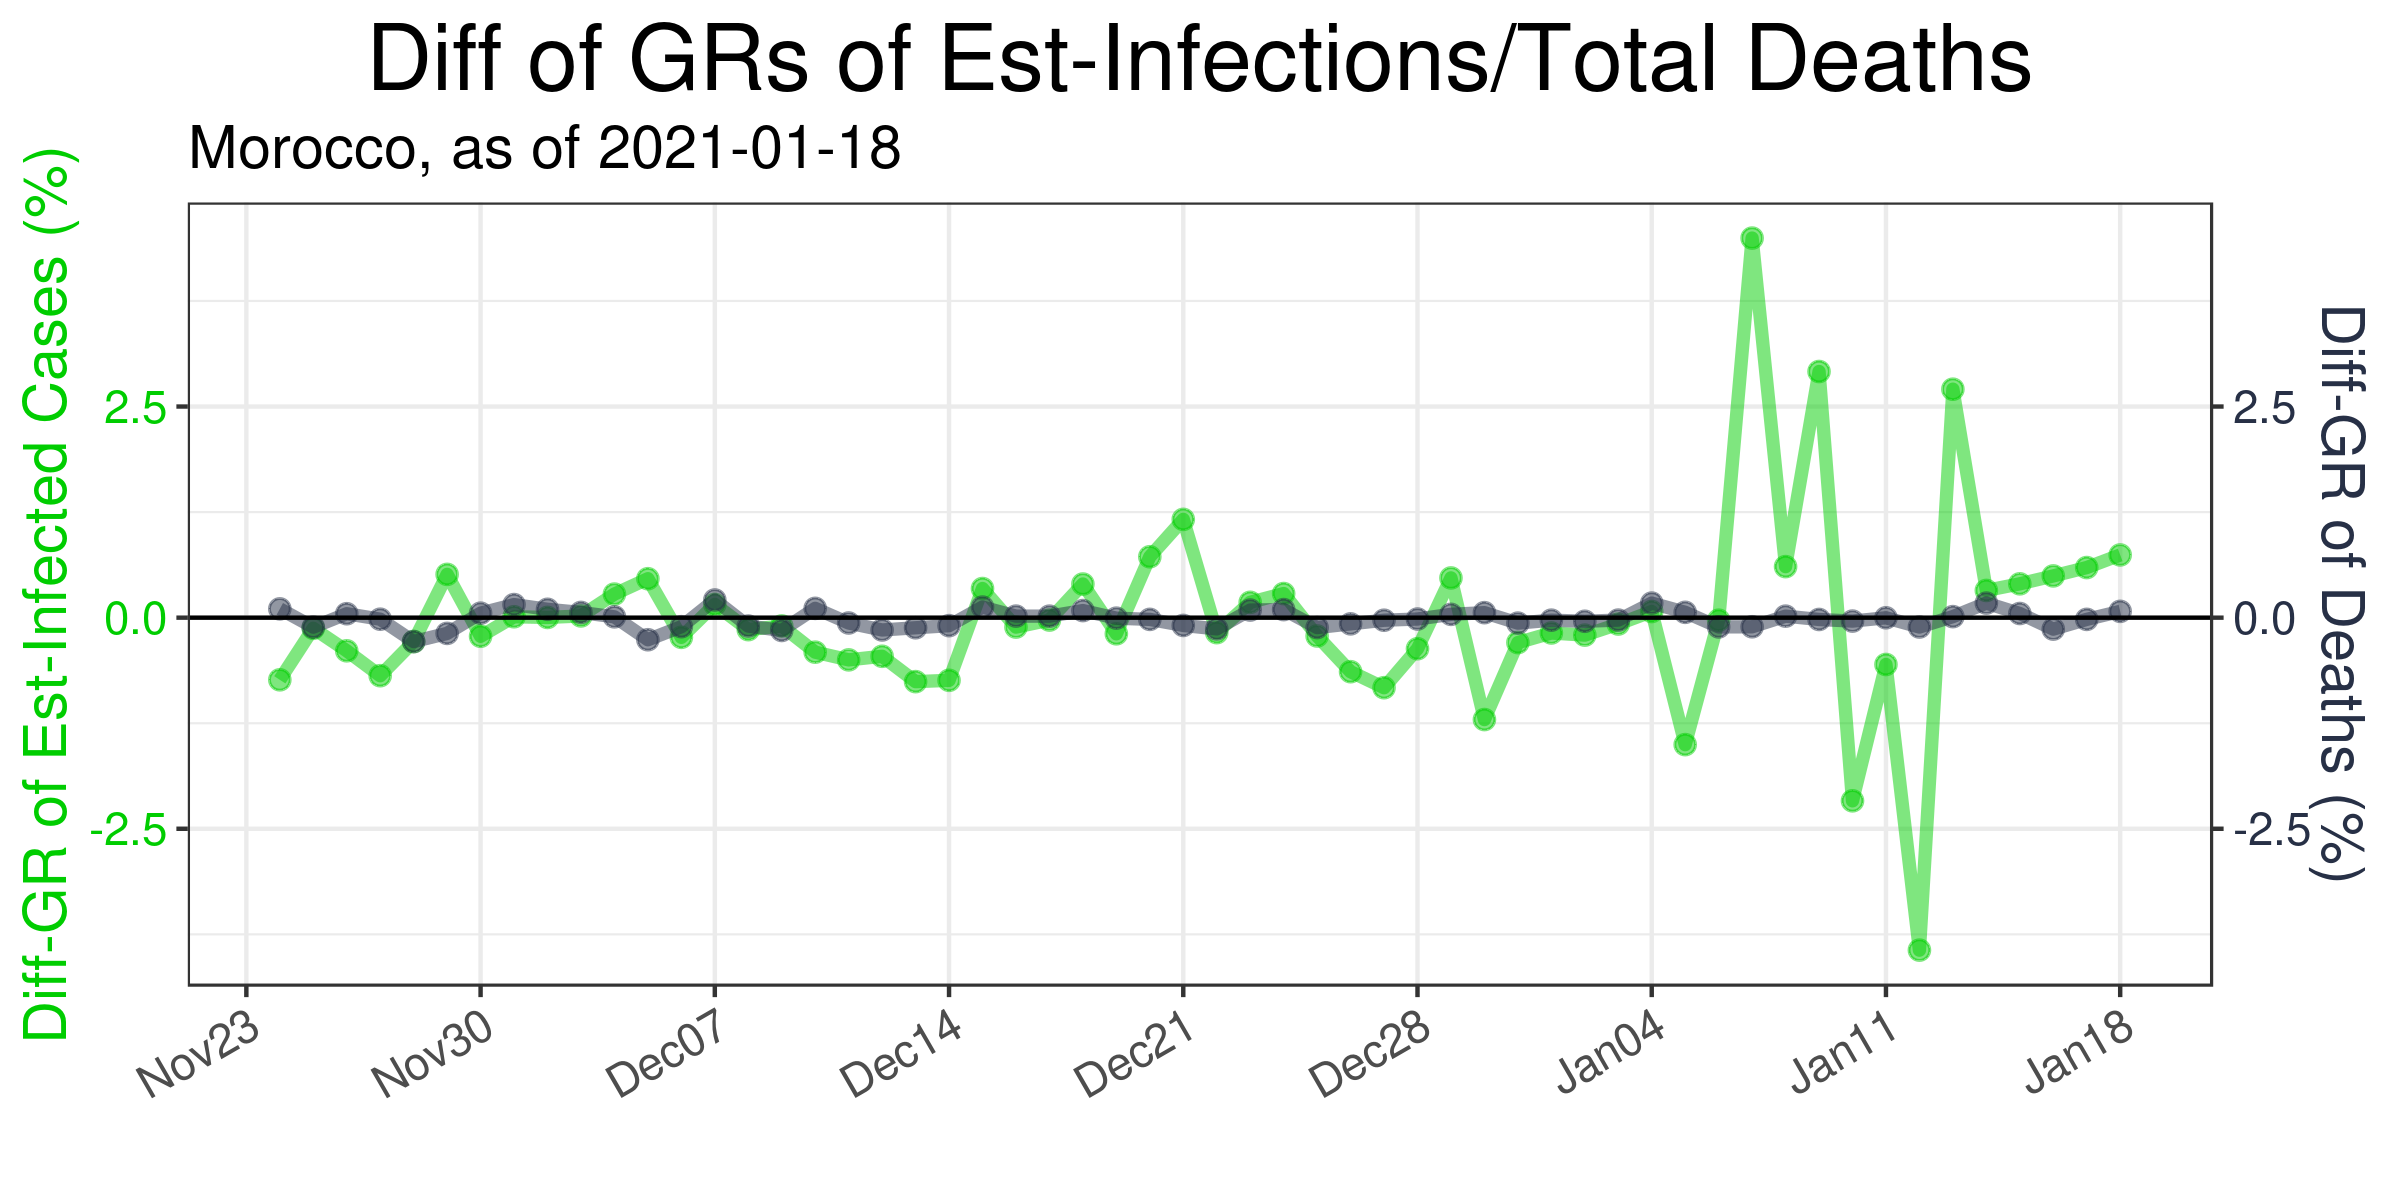 Diff of GRs of Est-Infections/Total Deaths
Morocco, as of 2021-01-18
Diff-GR of Est-Infected Cases (%)
2.5
0.0
-2.5
2.5
0.0
-2.5
Diff-GR of Deaths (%)
Nov23
Nov30
Dec07
Dec14
Dec21
Dec28
Jan04
Jan11
Jan18